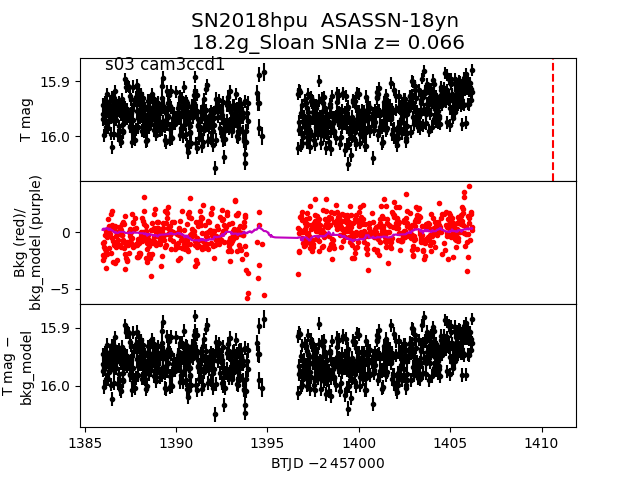 SN2018hpu  ASASSN-18yn
18.2g_Sloan SNIa z= 0.066
s03 cam3ccd1
T mag
15.9
16.0
Bkg (red)/
bkg_model (purple)
0
−5
T mag −
bkg_model
15.9
16.0
1385
1390
1395
1400
1405
1410
BTJD −2 457 000